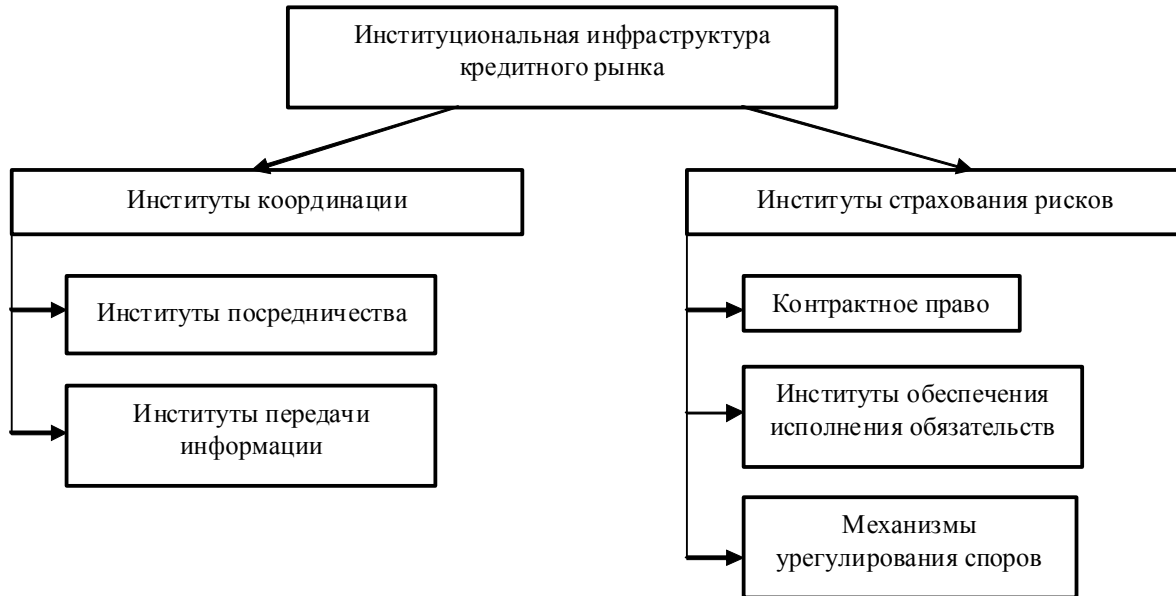 Институциональная инфраструктура
кредитного рынка
Институты координации
Институты посредничества
Институты передачи
информации
Институты страхования рисков
Контрактное право
Институты обеспечения
исполнения обязательств
Механизмы
урегулирования споров